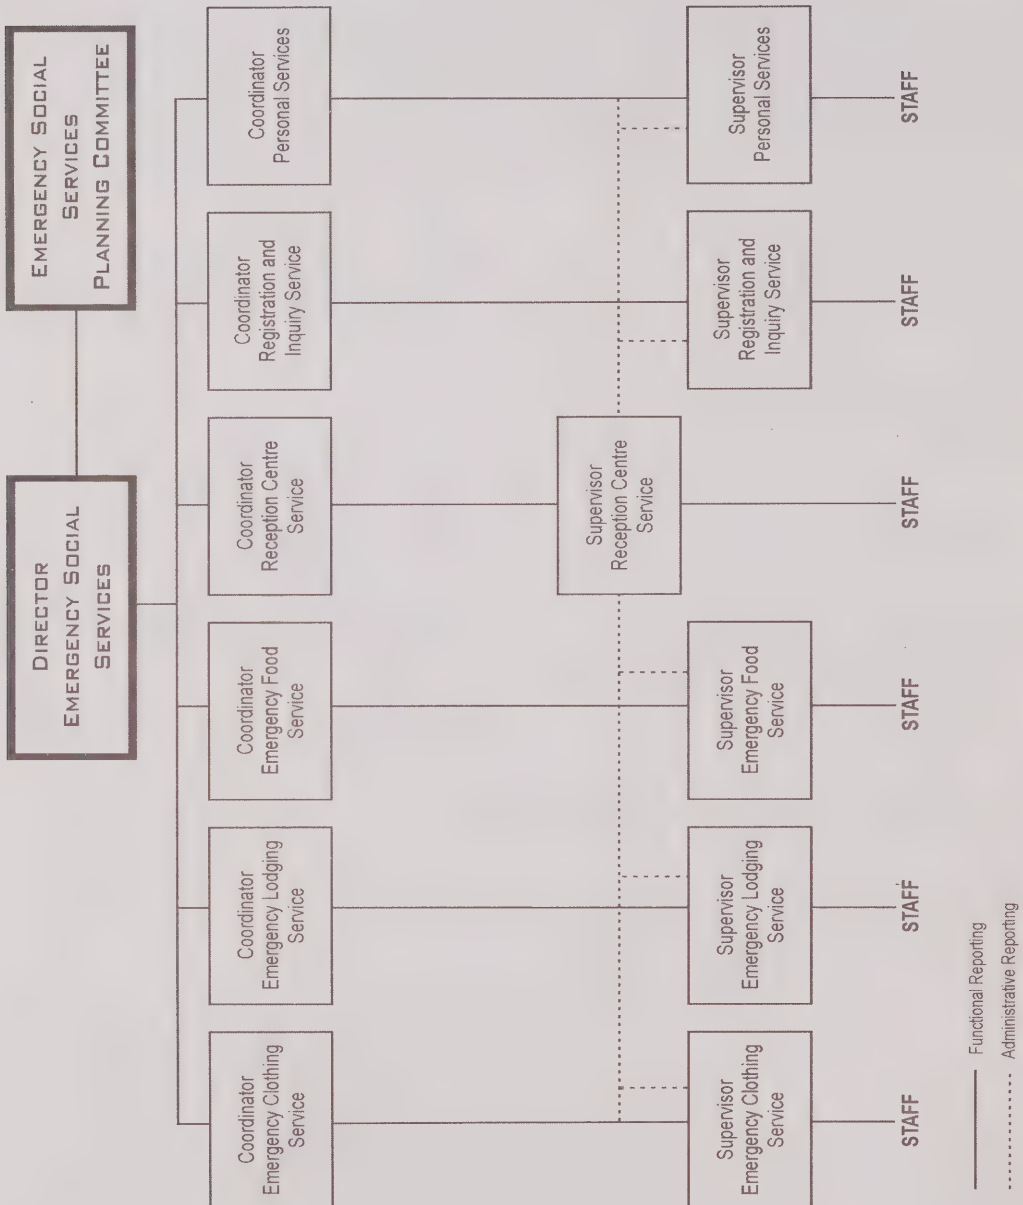 DIRECTOR
EMERGENCY SOCIAL
SERVICES
EMERGENCY SOCIAL
SERVICES
PLANNING COMMITTEE
Coordinator
Emergency Clothing
Service
Coordinator
Emergency Lodging
Service
Coordinator
Emergency Food
Service
Coordinator
Reception Centre
Service
Coordinator
Registration and
Inquiry Service
Coordinator
Personal Services
Supervisor
Reception Centre
Service
Supervisor
Emergency Clothing
Service
Supervisor
Emergency Lodging
Service
Supervisor
Emergency Food
Service
Supervisor
Registration and
Inquiry Service
Supervisor
Personal Services
STAFF
STAFF
STAFF
STAFF
STAFF
STAFF
Functional Reporting
Administrative Reporting